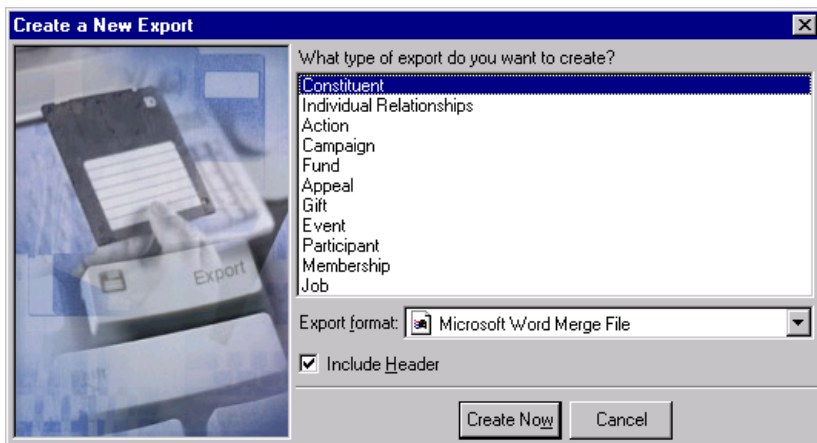 Create a New Export
What type of export do you want to create?
Constituent
Individual Relationships
Action
Campaign
Fund
Appeal
Gift
Event
Participant
Membership
Job
Export
Export format: Microsoft Word Merge File
Include Header
Create Now Cancel